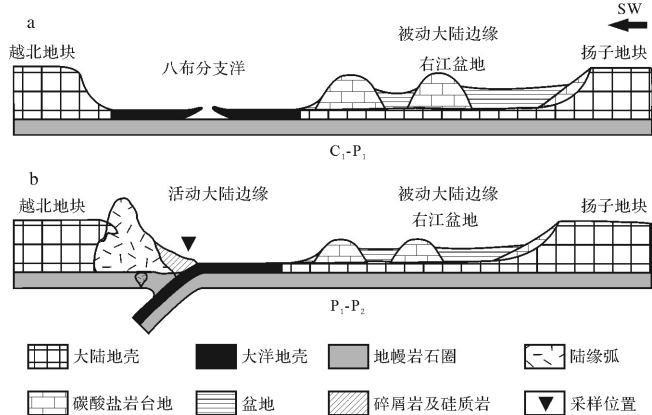 a
SW
越北地块
八布分支洋
被动大陆边缘
右江盆地
扬子地块
C₁-P₁
b
越北地块
活动大陆边缘
被动大陆边缘
右江盆地
扬子地块
P₁-P₂
大陆地壳
大洋地壳
地幔岩石圈
陆缘弧
碳酸盐岩台地
盆地
碎屑岩及硅质岩
采样位置